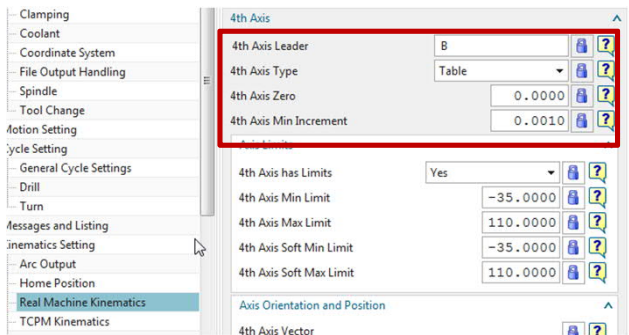 Clamping
Coolant
Coordinate System
File Output Handling
Spindle
Tool Change
Motion Setting
Cycle Setting
General Cycle Settings
Drill
Turn
Messages and Listing
Kinematics Setting
Arc Output
Home Position
Real Machine Kinematics
TCPM Kinematics
4th Axis
4th Axis Leader B
4th Axis Type Table
4th Axis Zero 0.0000
4th Axis Min Increment 0.0010
Axis Limits
4th Axis has Limits Yes
4th Axis Min Limit -35.0000
4th Axis Max Limit 110.0000
4th Axis Soft Min Limit -35.0000
4th Axis Soft Max Limit 110.0000
Axis Orientation and Position
4th Axis Vector